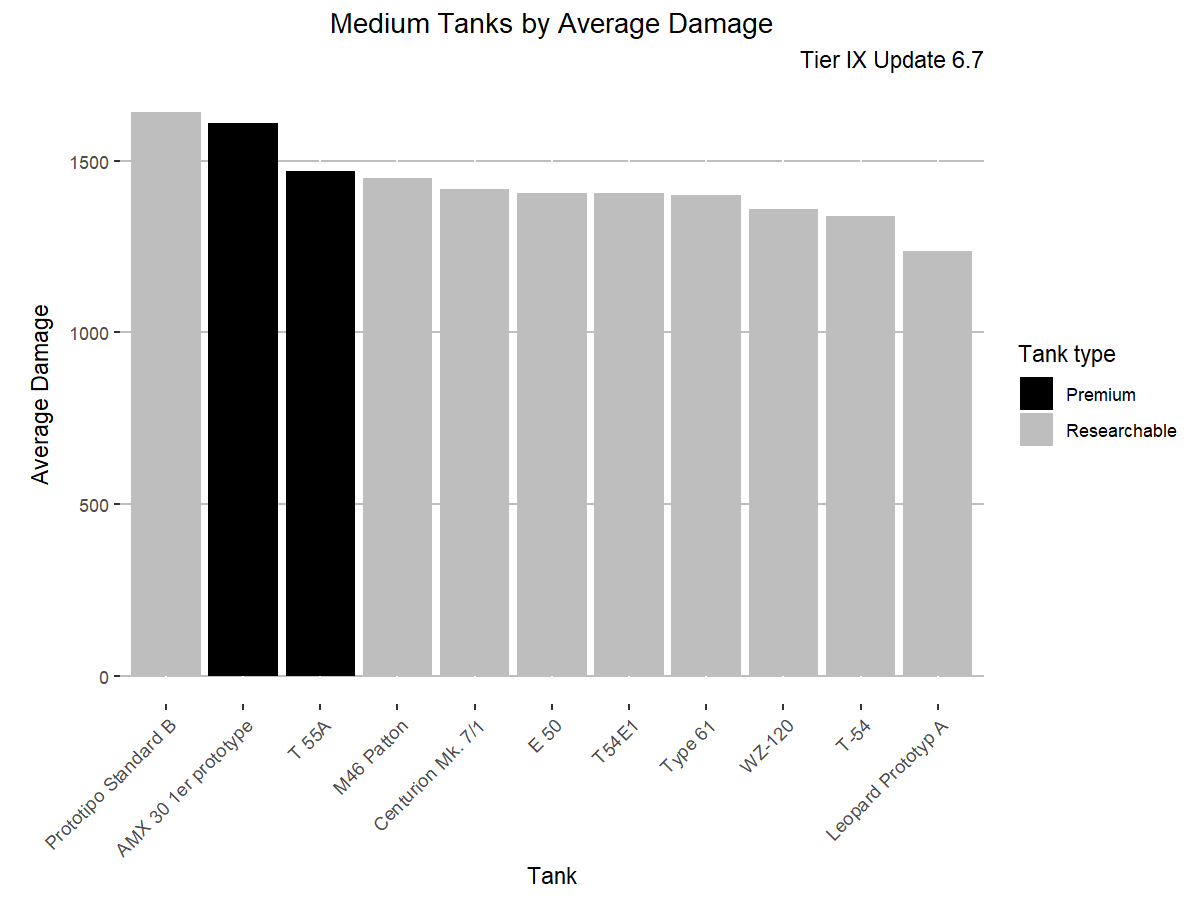 Medium Tanks by Average Damage
Tier IX Update 6.7
Average Damage
1500
1000
500
0
Prototipo Standard B
AMX 30 1er prototype
T 55A
M46 Patton
Centurion Mk. 7/1
E 50
T54E1
Type 61
WZ-120
T-54
Leopard Prototyp A
Tank
Tank type
Premium
Researchable